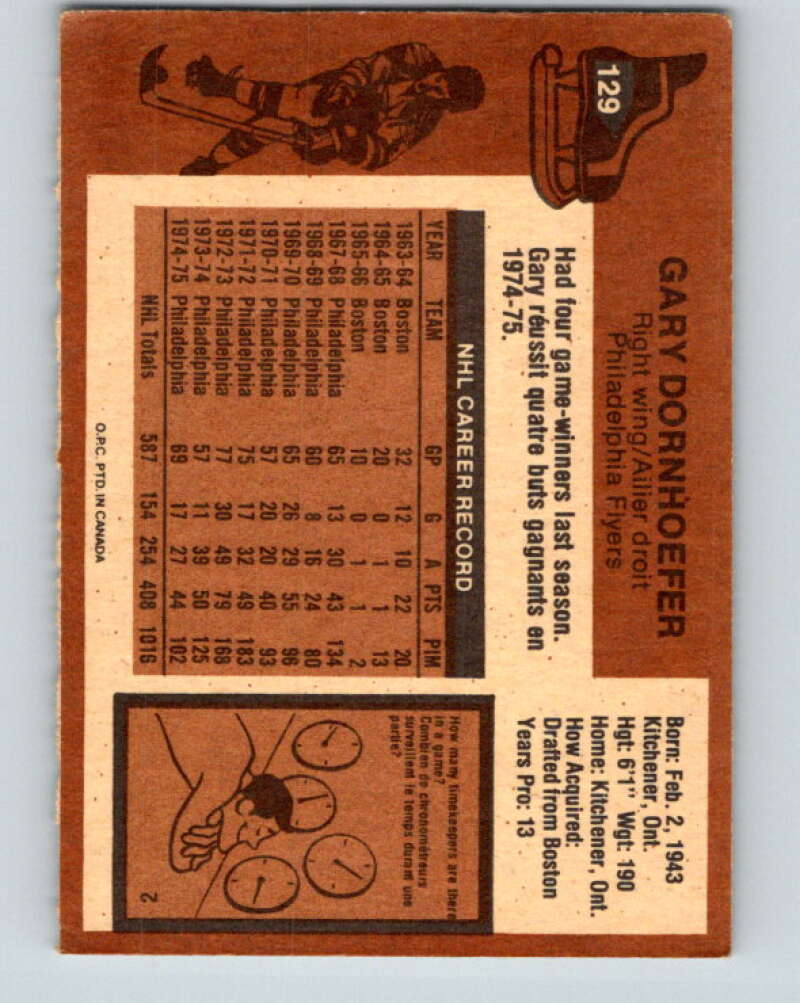 129
GARY DORNHOEFER
Right wing/Ailier droit
Philadelphia Flyers
Born: Feb. 2, 1943
Kitchener, Ont.
Hgt: 6'1" Wgt: 190
Home: Kitchener, Ont.
How Acquired:
Drafted from Boston
Years Pro: 13
Had four game-winners last season.
Gary réussit quatre buts gagnants en
1974-75.
NHL CAREER RECORD
YEAR TEAM GP G A PTS PIM
1963-64 Boston 32 12 10 22 20
1964-65 Boston 20 0 1 1 13
1965-66 Boston 10 0 1 1 2
1967-68 Philadelphia 65 13 30 43 134
1968-69 Philadelphia 60 8 16 24 80
1969-70 Philadelphia 65 26 29 55 96
1970-71 Philadelphia 57 20 20 40 93
1971-72 Philadelphia 75 17 32 49 183
1972-73 Philadelphia 77 30 49 79 168
1973-74 Philadelphia 57 11 39 50 125
1974-75 Philadelphia 69 17 27 44 102
NHL Totals 587 154 254 408 1016
How many timekeepers are there
in a game?
Combien de chronométreurs
surveillent le temps durant une
partie?
2
O.P.C. PTD. IN CANADA